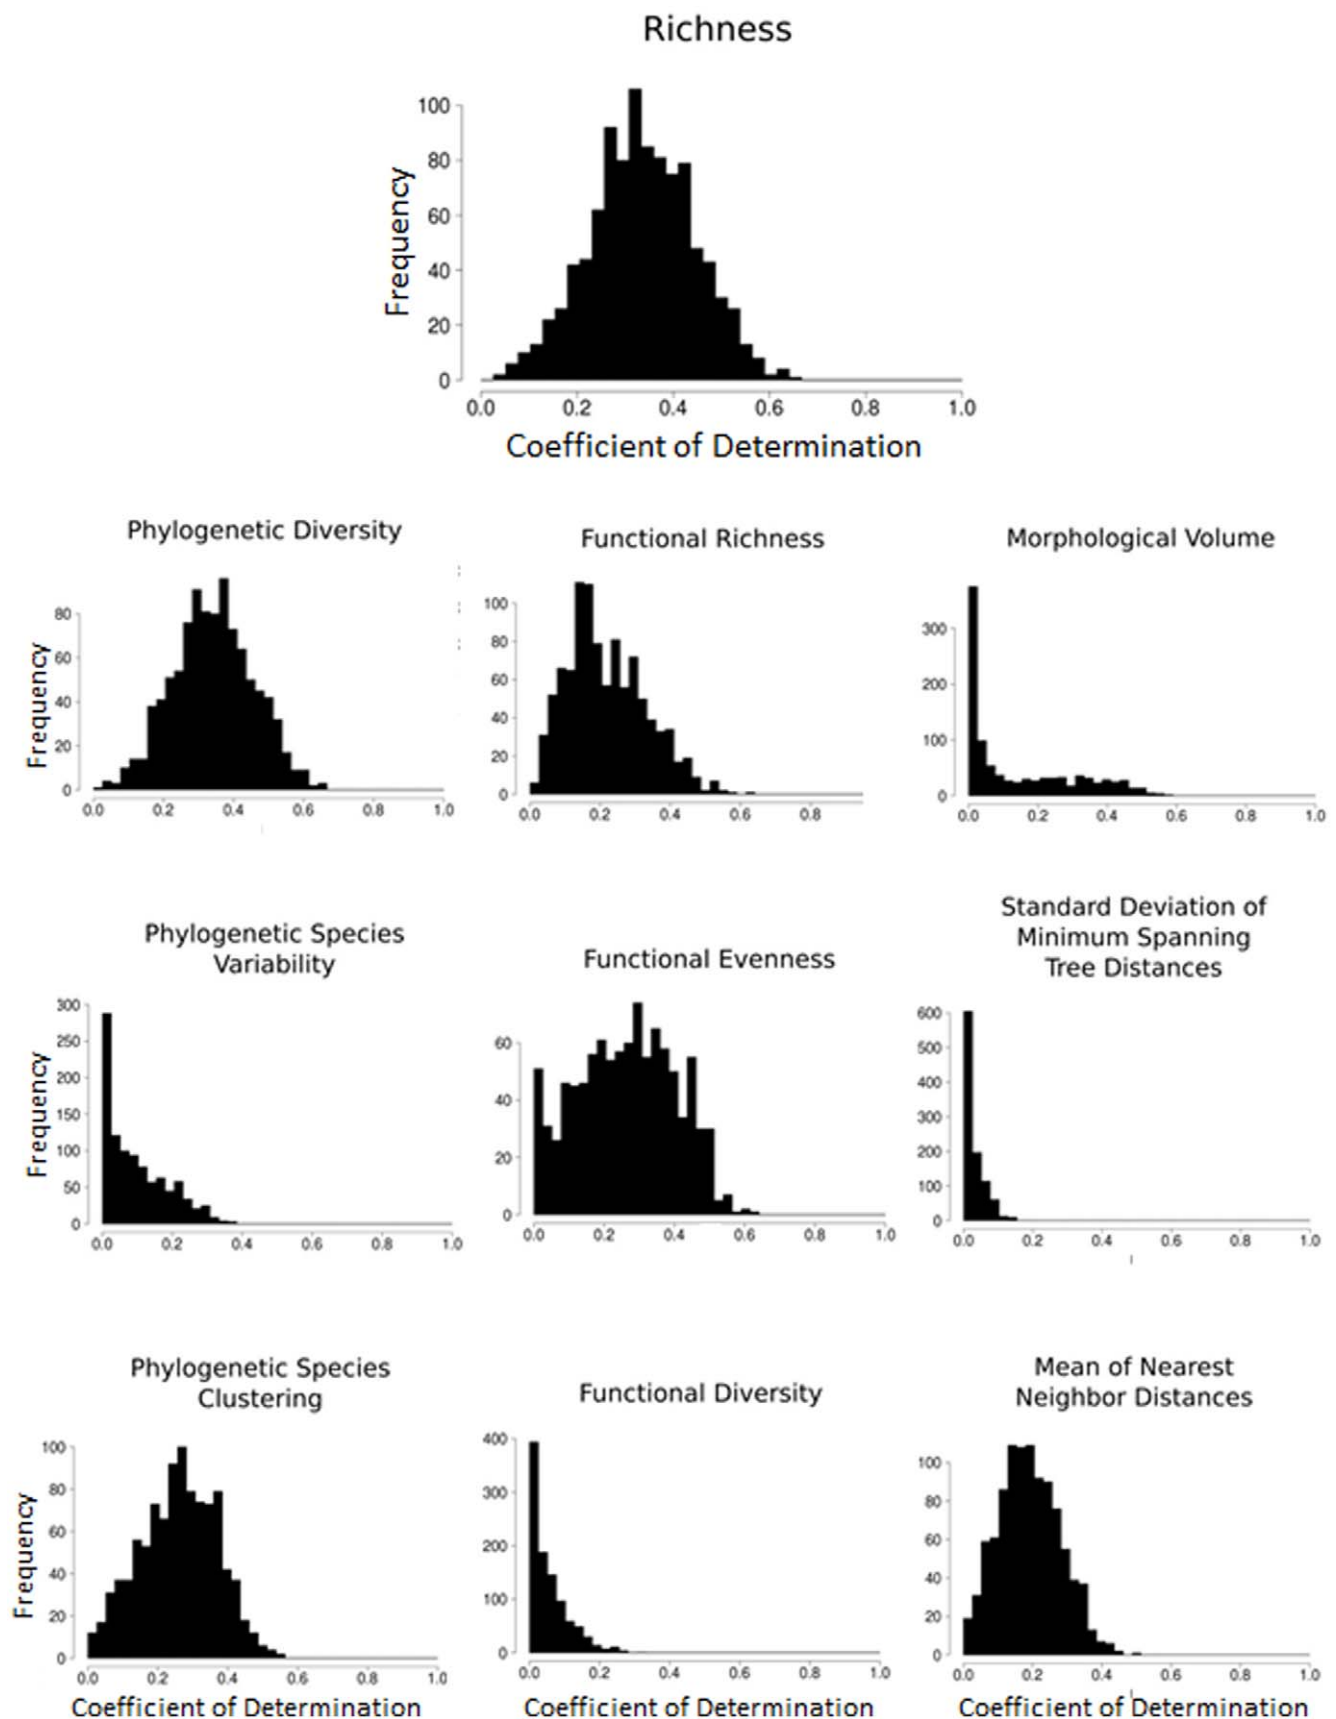 Richness
Frequency
100
80
60
40
20
0
0.0 0.2 0.4 0.6 0.8 1.0
Coefficient of Determination
Phylogenetic Diversity
Frequency
80
60
40
20
0
0.0 0.2 0.4 0.6 0.8 1.0
Functional Richness
100
80
60
40
20
0
0.0 0.2 0.4 0.6 0.8
Morphological Volume
300
200
100
0
0.0 0.2 0.4 0.6 0.8 1.0
Phylogenetic Species
Variability
Frequency
300
250
200
150
100
50
0
0.0 0.2 0.4 0.6 0.8 1.0
Functional Evenness
60
40
20
0
0.0 0.2 0.4 0.6 0.8 1.0
Standard Deviation of
Minimum Spanning
Tree Distances
600
500
400
300
200
100
0
0.0 0.2 0.4 0.6 0.8 1.0
Phylogenetic Species
Clustering
Frequency
100
80
60
40
20
0
0.0 0.2 0.4 0.6 0.8 1.0
Coefficient of Determination
Functional Diversity
400
300
200
100
0
0.0 0.2 0.4 0.6 0.8 1.0
Coefficient of Determination
Mean of Nearest
Neighbor Distances
100
80
60
40
20
0
0.0 0.2 0.4 0.6 0.8 1.0
Coefficient of Determination